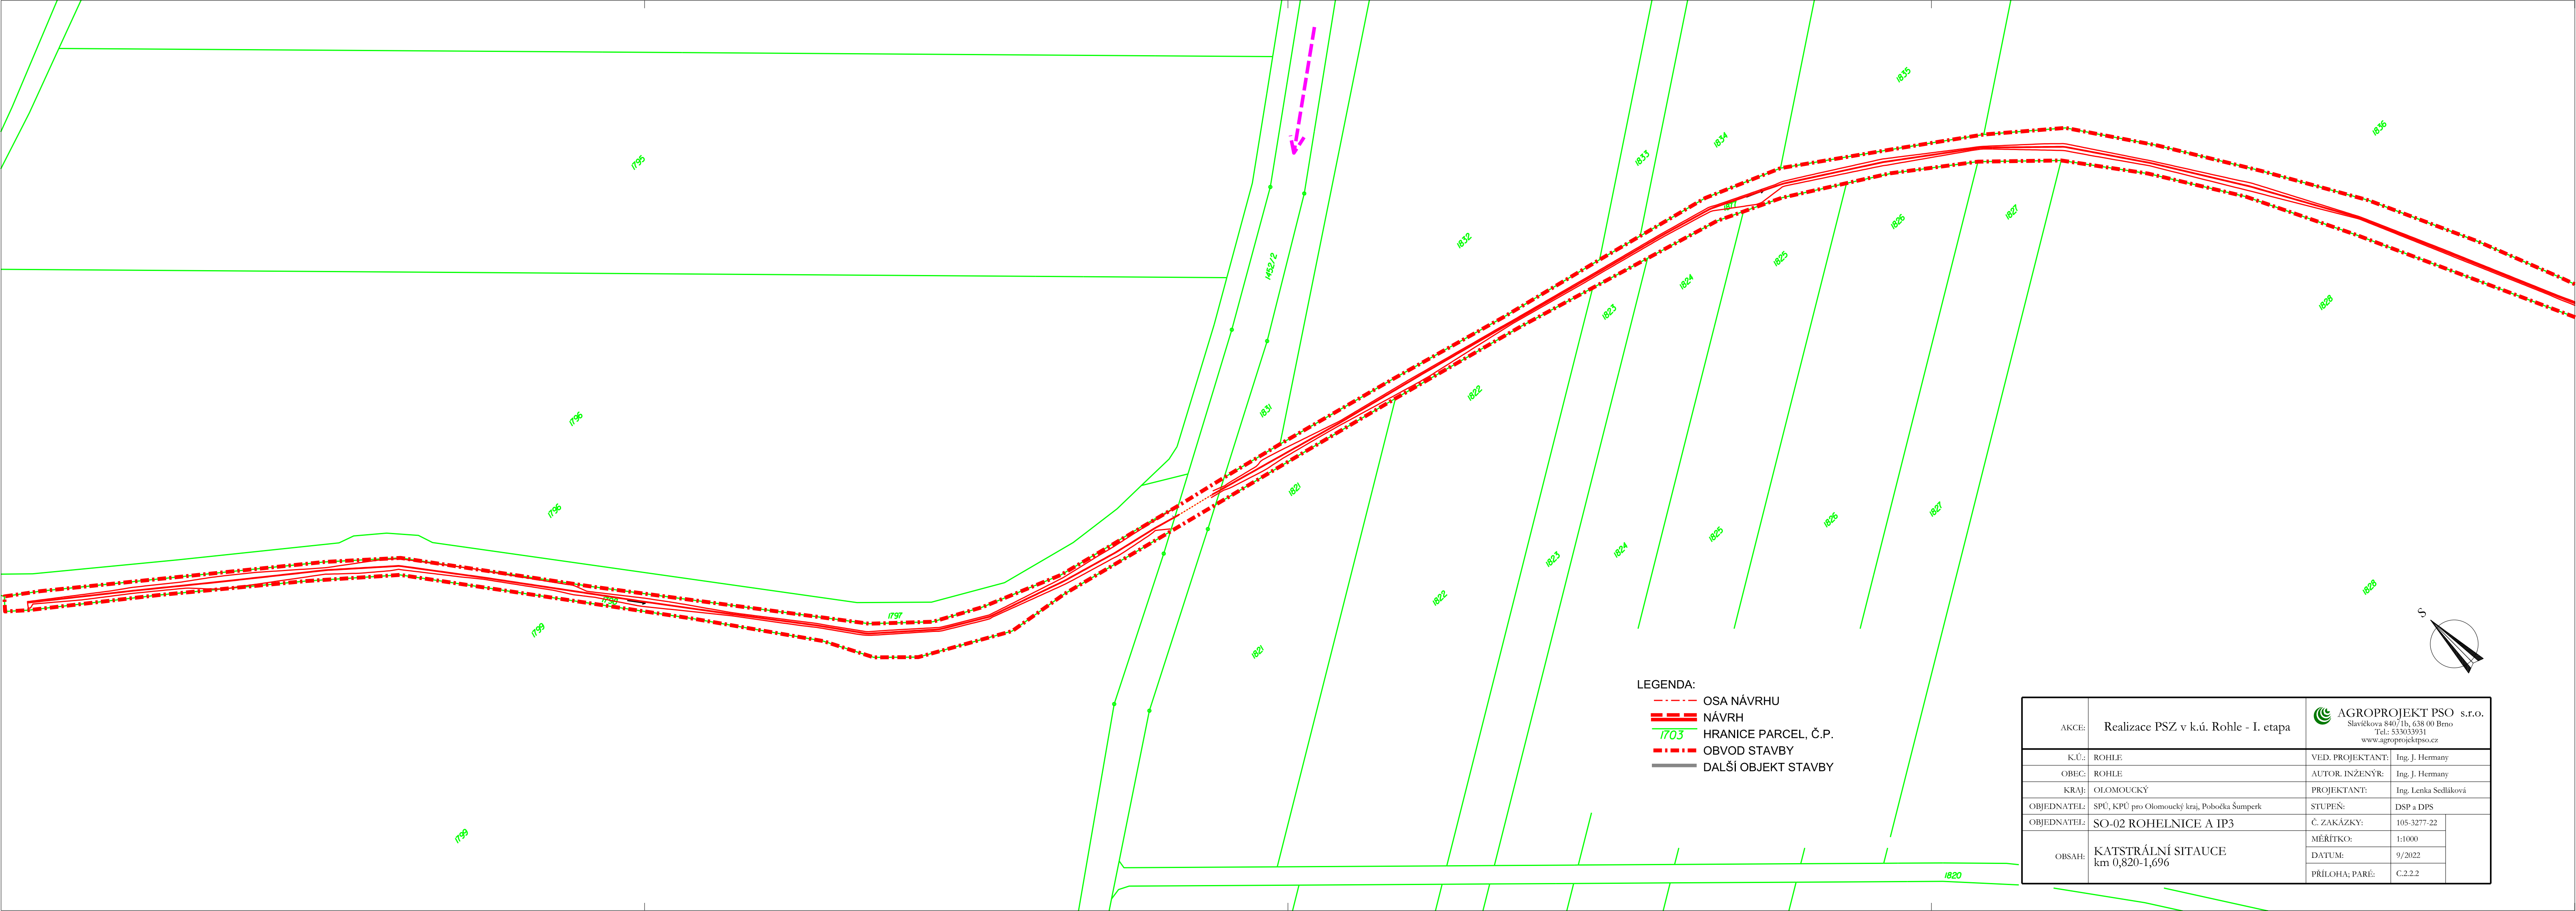 1835
1836
1834
1833
1795
1832
1826
1827
1825
1452/2
1824
1828
1823
1822
1831
1796
1821
1796
1827
1826
1825
1824
1823
1828
1822
1797
1799
1821
S
1799
1820
LEGENDA:
OSA NÁVRHU
NÁVRH
1703 HRANICE PARCEL, Č.P.
OBVOD STAVBY
DALŠÍ OBJEKT STAVBY
AKCE: Realizace PSZ v k.ú. Rohle - I. etapa
AGROPROJEKT PSO s.r.o.
Slavíčkova 840/1b, 638 00 Brno
Tel.: 533033931
www.agroprojektpso.cz
K.Ú.: ROHLE VED. PROJEKTANT: Ing. J. Hermany
OBEC: ROHLE AUTOR. INŽENÝR: Ing. J. Hermany
KRAJ: OLOMOUCKÝ PROJEKTANT: Ing. Lenka Sedláková
OBJEDNATEL: SPÚ, KPÚ pro Olomoucký kraj, Pobočka Šumperk STUPEŇ: DSP a DPS
OBJEDNATEL: SO-02 ROHELNICE A IP3 Č. ZAKÁZKY: 105-3277-22
MĚŘÍTKO: 1:1000
OBSAH: KATSTRÁLNÍ SITAUCE
km 0,820-1,696
DATUM: 9/2022
PŘÍLOHA; PARÉ: C.2.2.2